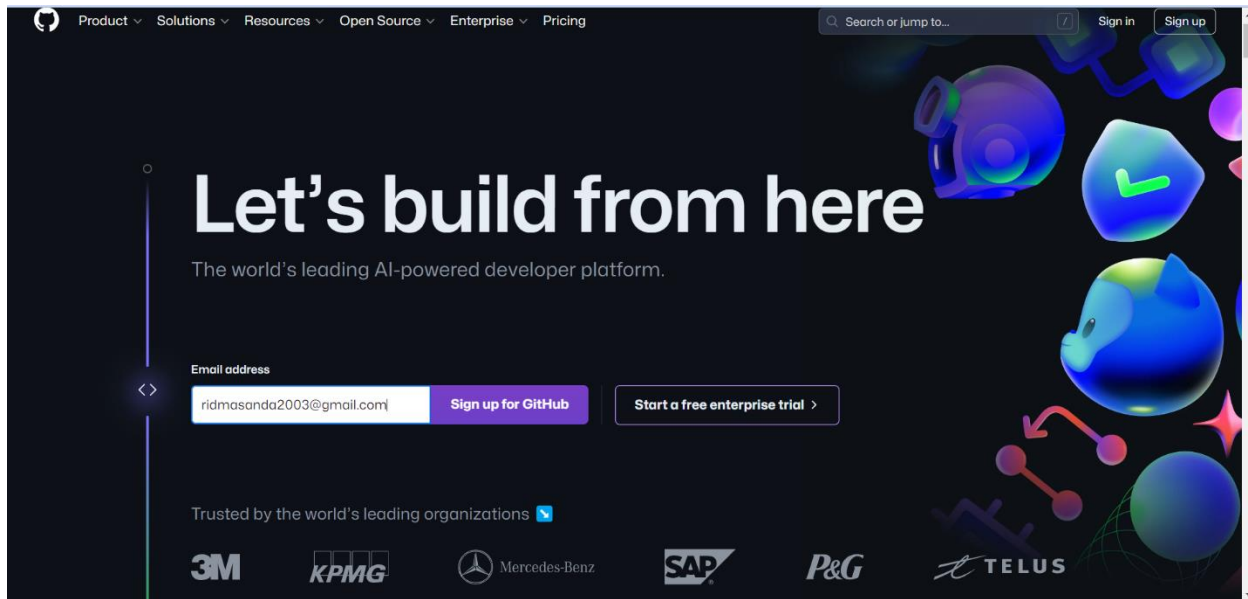 Product Solutions Resources Open Source Enterprise Pricing Search or jump to... / Sign in Sign up
Let's build from here
The world's leading AI-powered developer platform.
Email address
ridmasanda2003@gmail.com Sign up for GitHub Start a free enterprise trial >
Trusted by the world's leading organizations
3M KPMG Mercedes-Benz SAP P&G TELUS